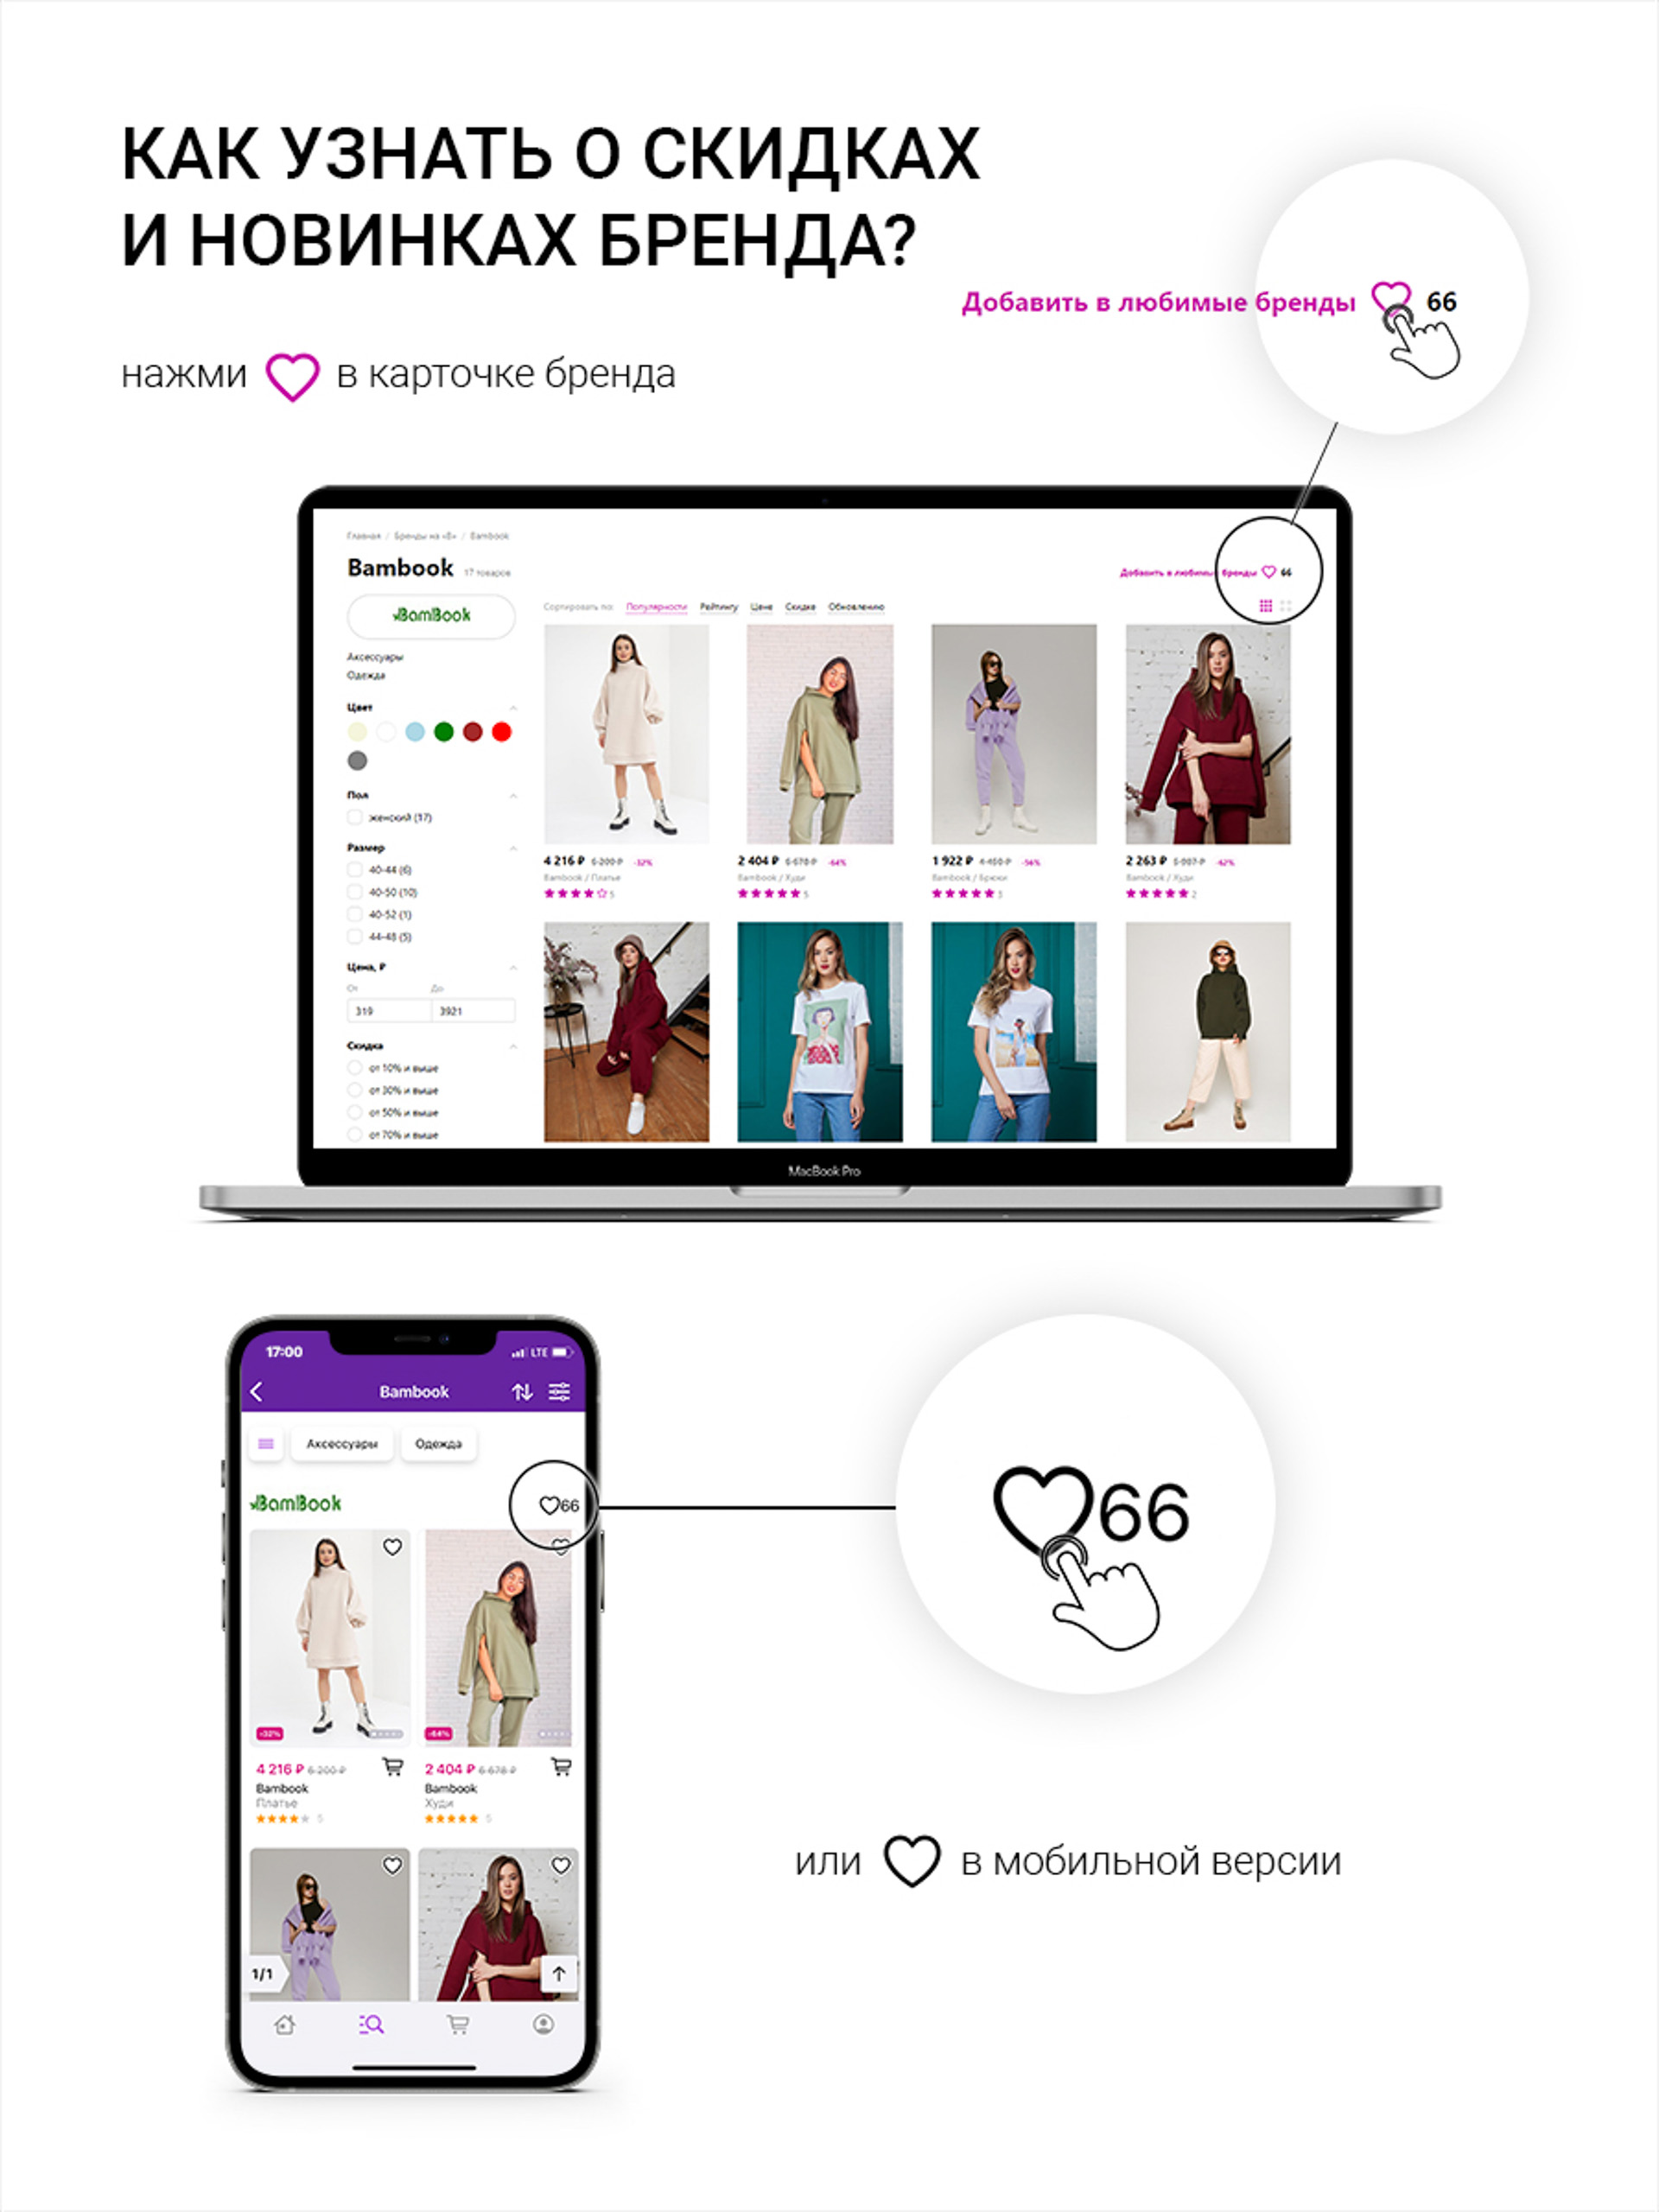 КАК УЗНАТЬ О СКИДКАХ
И НОВИНКАХ БРЕНДА?
Добавить в любимые бренды 66
нажми в карточке бренда
Главная / Бренды на «B» / Bambook
Bambook 17 товаров
Добавить в любимые бренды 66
BamBook
Сортировать по: Популярности Рейтингу Цене Скидке Обновлению
Аксессуары
Одежда
Цвет
Пол
женский (17)
Размер
40-44 (6)
40-50 (10)
40-52 (1)
44-48 (5)
Цена, ₽
От До
319 3921
Скидка
от 10% и выше
от 30% и выше
от 50% и выше
от 70% и выше
4 216 ₽ 6 200 ₽ -32%
Bambook / Платье
5
2 404 ₽ 6 678 ₽ -64%
Bambook / Худи
5
1 922 ₽ 4 460 ₽ -56%
Bambook / Брюки
3
2 263 ₽ 5 987 ₽ -62%
Bambook / Худи
2
MacBook Pro
17:00 LTE
Bambook
Аксессуары Одежда
BamBook 66
66
-32% -64%
4 216 ₽ 6 200 ₽ 2 404 ₽ 6 678 ₽
Bambook Bambook
Платье Худи
5 5
1/1
или в мобильной версии